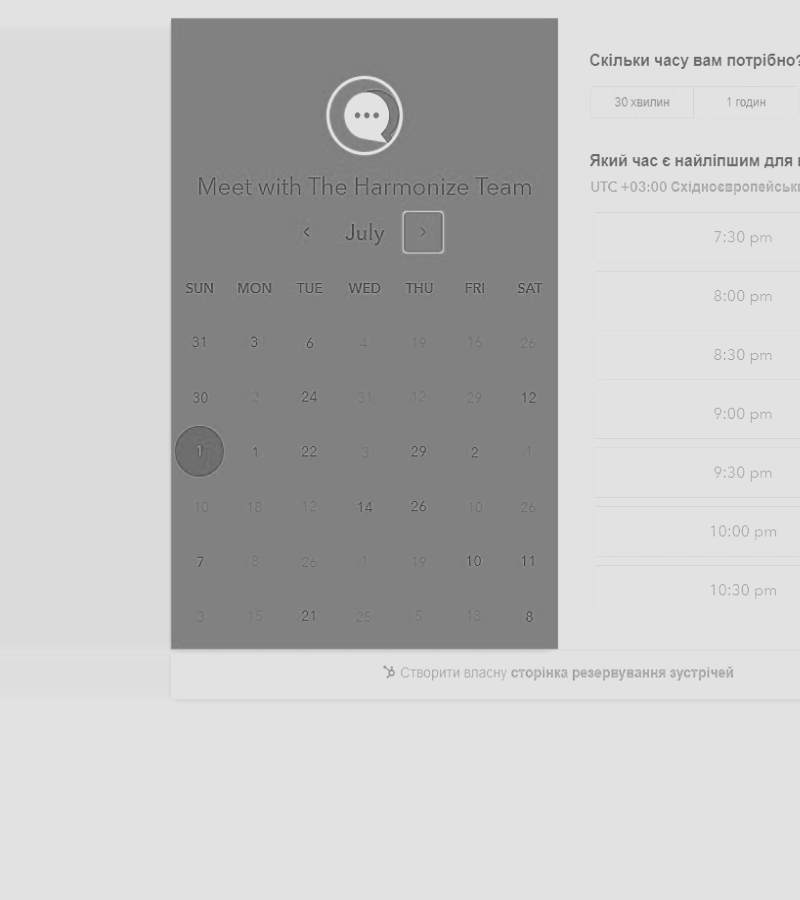 Meet with The Harmonize Team
July
SUN MON TUE WED THU FRI SAT
31 3 6 4 19 16 26
30 2 24 31 12 29 12
1 1 22 3 29 2 1
10 18 12 14 26 10 26
7 8 26 1 19 10 11
3 15 21 25 5 13 8
Скільки часу вам потрібно?
30 хвилин 1 годин
Який час є найліпшим для
UTC +03:00
7:30 pm
8:00 pm
8:30 pm
9:00 pm
9:30 pm
10:00 pm
10:30 pm
Створити власну сторінка резервування зустрічей